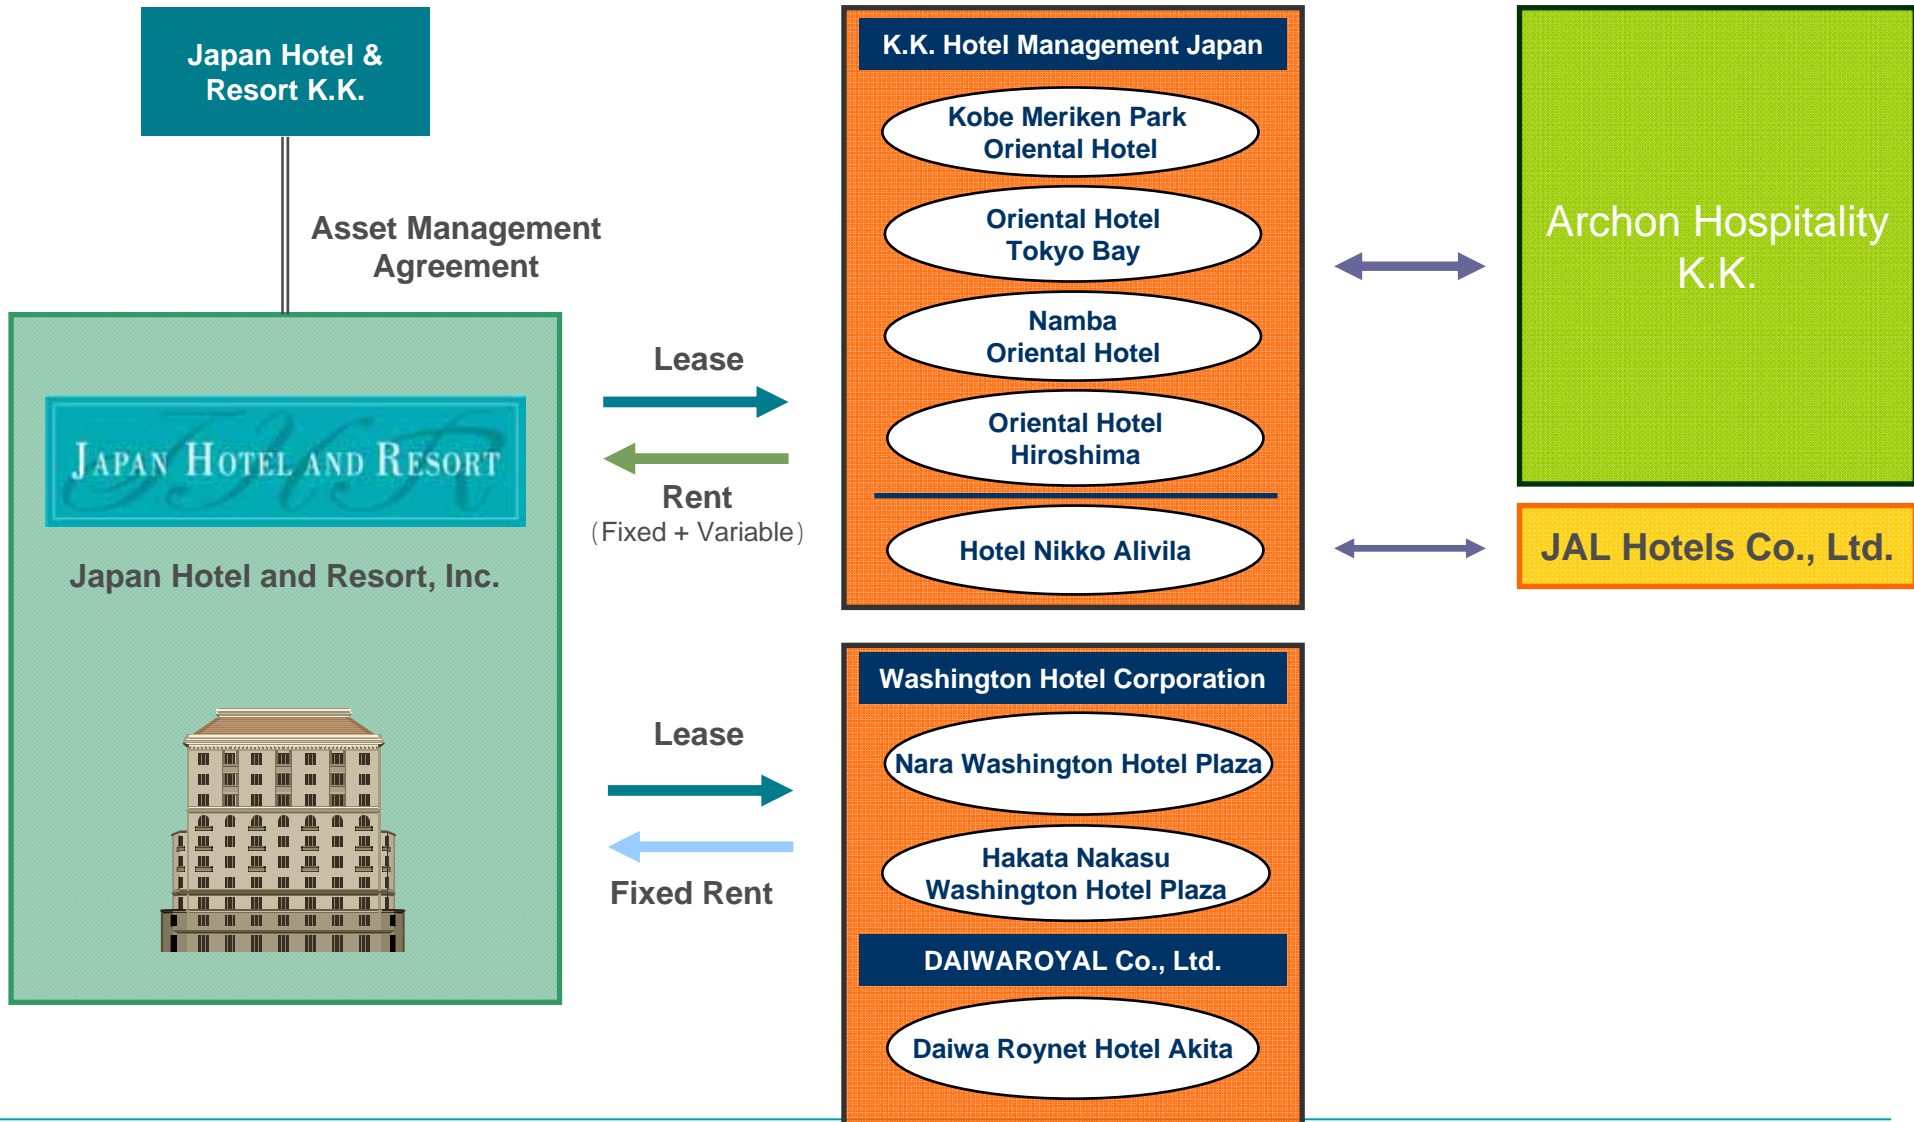 Japan Hotel &
Resort K.K.
Asset Management
Agreement
JAPAN HOTEL AND RESORT
Japan Hotel and Resort, Inc.
Lease
Rent
(Fixed + Variable)
Lease
Fixed Rent
K.K. Hotel Management Japan
Kobe Meriken Park
Oriental Hotel
Oriental Hotel
Tokyo Bay
Namba
Oriental Hotel
Oriental Hotel
Hiroshima
Hotel Nikko Alivila
Washington Hotel Corporation
Nara Washington Hotel Plaza
Hakata Nakasu
Washington Hotel Plaza
DAIWAROYAL Co., Ltd.
Daiwa Roynet Hotel Akita
Archon Hospitality
K.K.
JAL Hotels Co., Ltd.